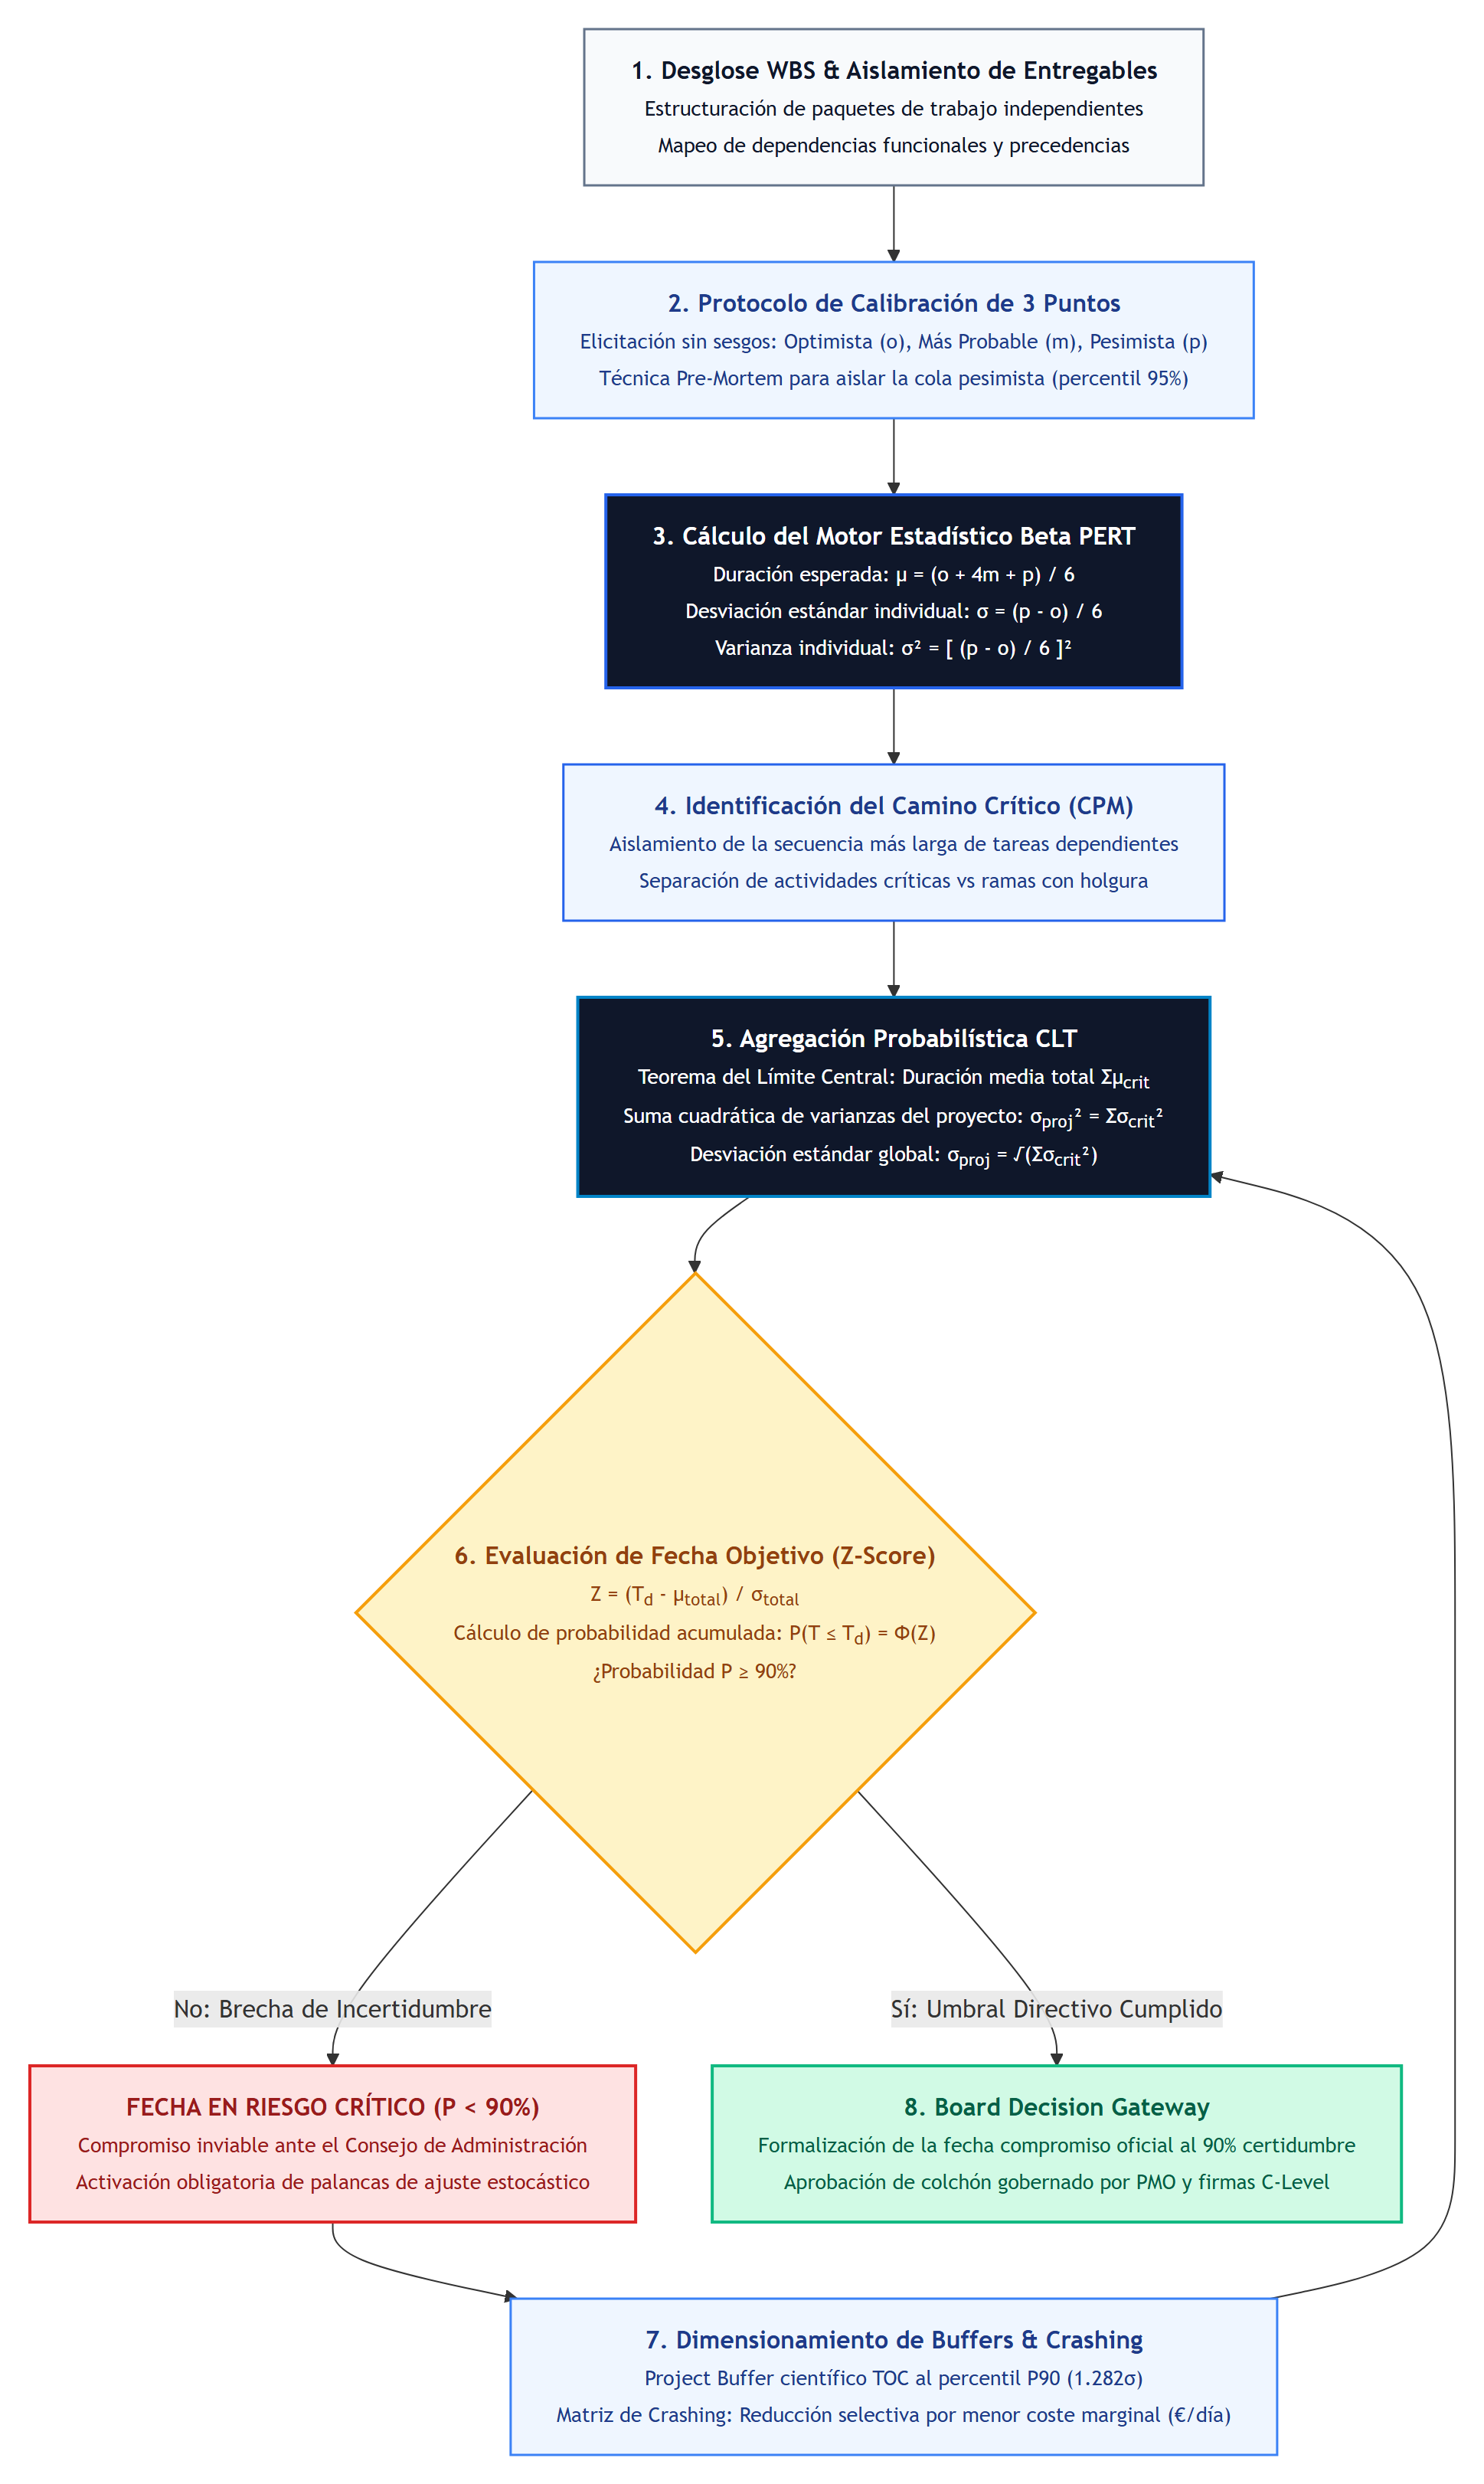 1. Desglose WBS & Aislamiento de Entregables
Estructuración de paquetes de trabajo independientes
Mapeo de dependencias funcionales y precedencias
2. Protocolo de Calibración de 3 Puntos
Elicitación sin sesgos: Optimista (o), Más Probable (m), Pesimista (p)
Técnica Pre-Mortem para aislar la cola pesimista (percentil 95%)
3. Cálculo del Motor Estadístico Beta PERT
Duración esperada: μ = (o + 4m + p) / 6
Desviación estándar individual: σ = (p - o) / 6
Varianza individual: σ² = [ (p - o) / 6 ]²
4. Identificación del Camino Crítico (CPM)
Aislamiento de la secuencia más larga de tareas dependientes
Separación de actividades críticas vs ramas con holgura
5. Agregación Probabilística CLT
Teorema del Límite Central: Duración media total Σμcrit
Suma cuadrática de varianzas del proyecto: σproj² = Σσcrit²
Desviación estándar global: σproj = √(Σσcrit²)
6. Evaluación de Fecha Objetivo (Z-Score)
Z = (Td - μtotal) / σtotal
Cálculo de probabilidad acumulada: P(T ≤ Td) = Φ(Z)
¿Probabilidad P ≥ 90%?
No: Brecha de Incertidumbre
Sí: Umbral Directivo Cumplido
FECHA EN RIESGO CRÍTICO (P < 90%)
Compromiso inviable ante el Consejo de Administración
Activación obligatoria de palancas de ajuste estocástico
8. Board Decision Gateway
Formalización de la fecha compromiso oficial al 90% certidumbre
Aprobación de colchón gobernado por PMO y firmas C-Level
7. Dimensionamiento de Buffers & Crashing
Project Buffer científico TOC al percentil P90 (1.282σ)
Matriz de Crashing: Reducción selectiva por menor coste marginal (€/día)